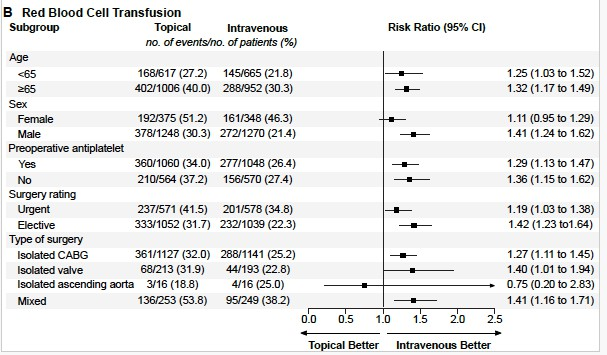 B Red Blood Cell Transfusion
Subgroup Topical Intravenous Risk Ratio (95% CI)
no. of events/no. of patients (%)
Age
<65 168/617 (27.2) 145/665 (21.8) 1.25 (1.03 to 1.52)
≥65 402/1006 (40.0) 288/952 (30.3) 1.32 (1.17 to 1.49)
Sex
Female 192/375 (51.2) 161/348 (46.3) 1.11 (0.95 to 1.29)
Male 378/1248 (30.3) 272/1270 (21.4) 1.41 (1.24 to 1.62)
Preoperative antiplatelet
Yes 360/1060 (34.0) 277/1048 (26.4) 1.29 (1.13 to 1.47)
No 210/564 (37.2) 156/570 (27.4) 1.36 (1.15 to 1.62)
Surgery rating
Urgent 237/571 (41.5) 201/578 (34.8) 1.19 (1.03 to 1.38)
Elective 333/1052 (31.7) 232/1039 (22.3) 1.42 (1.23 to1.64)
Type of surgery
Isolated CABG 361/1127 (32.0) 288/1141 (25.2) 1.27 (1.11 to 1.45)
Isolated valve 68/213 (31.9) 44/193 (22.8) 1.40 (1.01 to 1.94)
Isolated ascending aorta 3/16 (18.8) 4/16 (25.0) 0.75 (0.20 to 2.83)
Mixed 136/253 (53.8) 95/249 (38.2) 1.41 (1.16 to 1.71)
0.0 0.5 1.0 1.5 2.0 2.5
Topical Better Intravenous Better